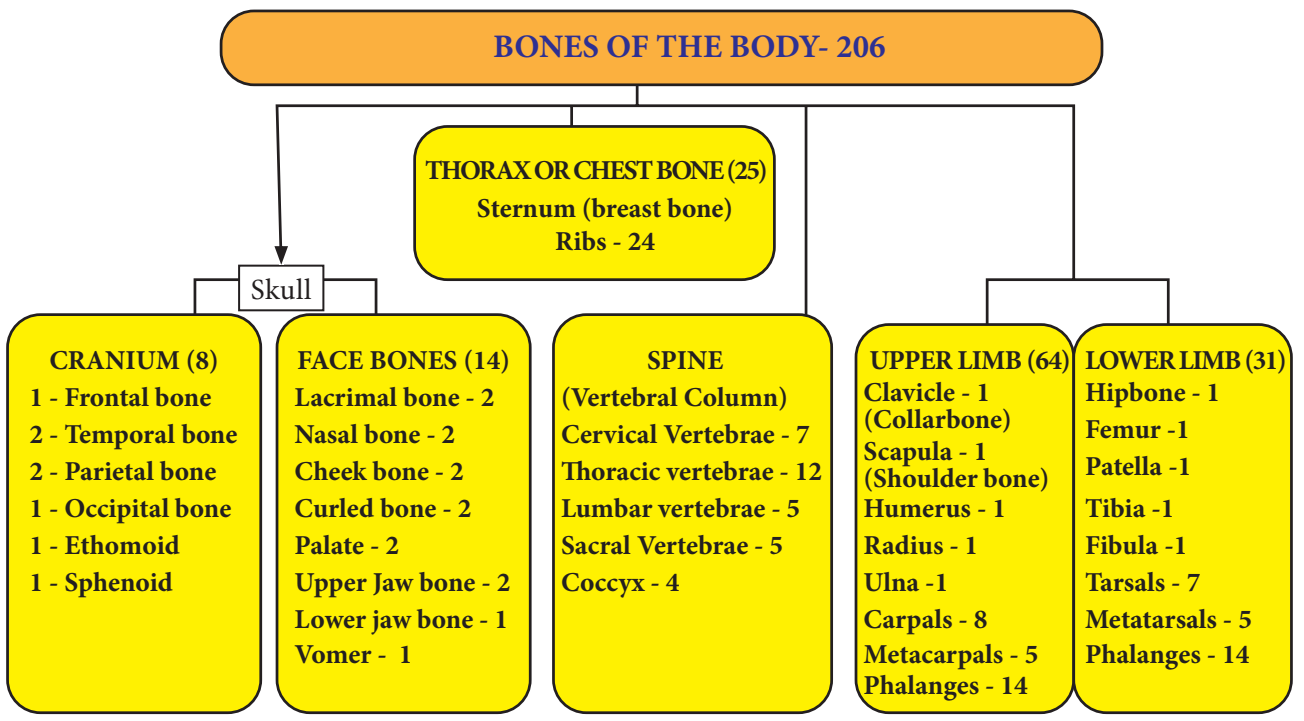 BONES OF THE BODY- 206
THORAX OR CHEST BONE (25)
Sternum (breast bone)
Ribs - 24
Skull
CRANIUM (8)
1 - Frontal bone
2 - Temporal bone
2 - Parietal bone
1 - Occipital bone
1 - Ethomoid
1 - Sphenoid
FACE BONES (14)
Lacrimal bone - 2
Nasal bone - 2
Cheek bone - 2
Curled bone - 2
Palate - 2
Upper Jaw bone - 2
Lower jaw bone - 1
Vomer - 1
SPINE
(Vertebral Column)
Cervical Vertebrae - 7
Thoracic vertebrae - 12
Lumbar vertebrae - 5
Sacral Vertebrae - 5
Coccyx - 4
UPPER LIMB (64)
Clavicle - 1
(Collarbone)
Scapula - 1
(Shoulder bone)
Humerus - 1
Radius - 1
Ulna -1
Carpals - 8
Metacarpals - 5
Phalanges - 14
LOWER LIMB (31)
Hipbone - 1
Femur -1
Patella -1
Tibia -1
Fibula -1
Tarsals - 7
Metatarsals - 5
Phalanges - 14